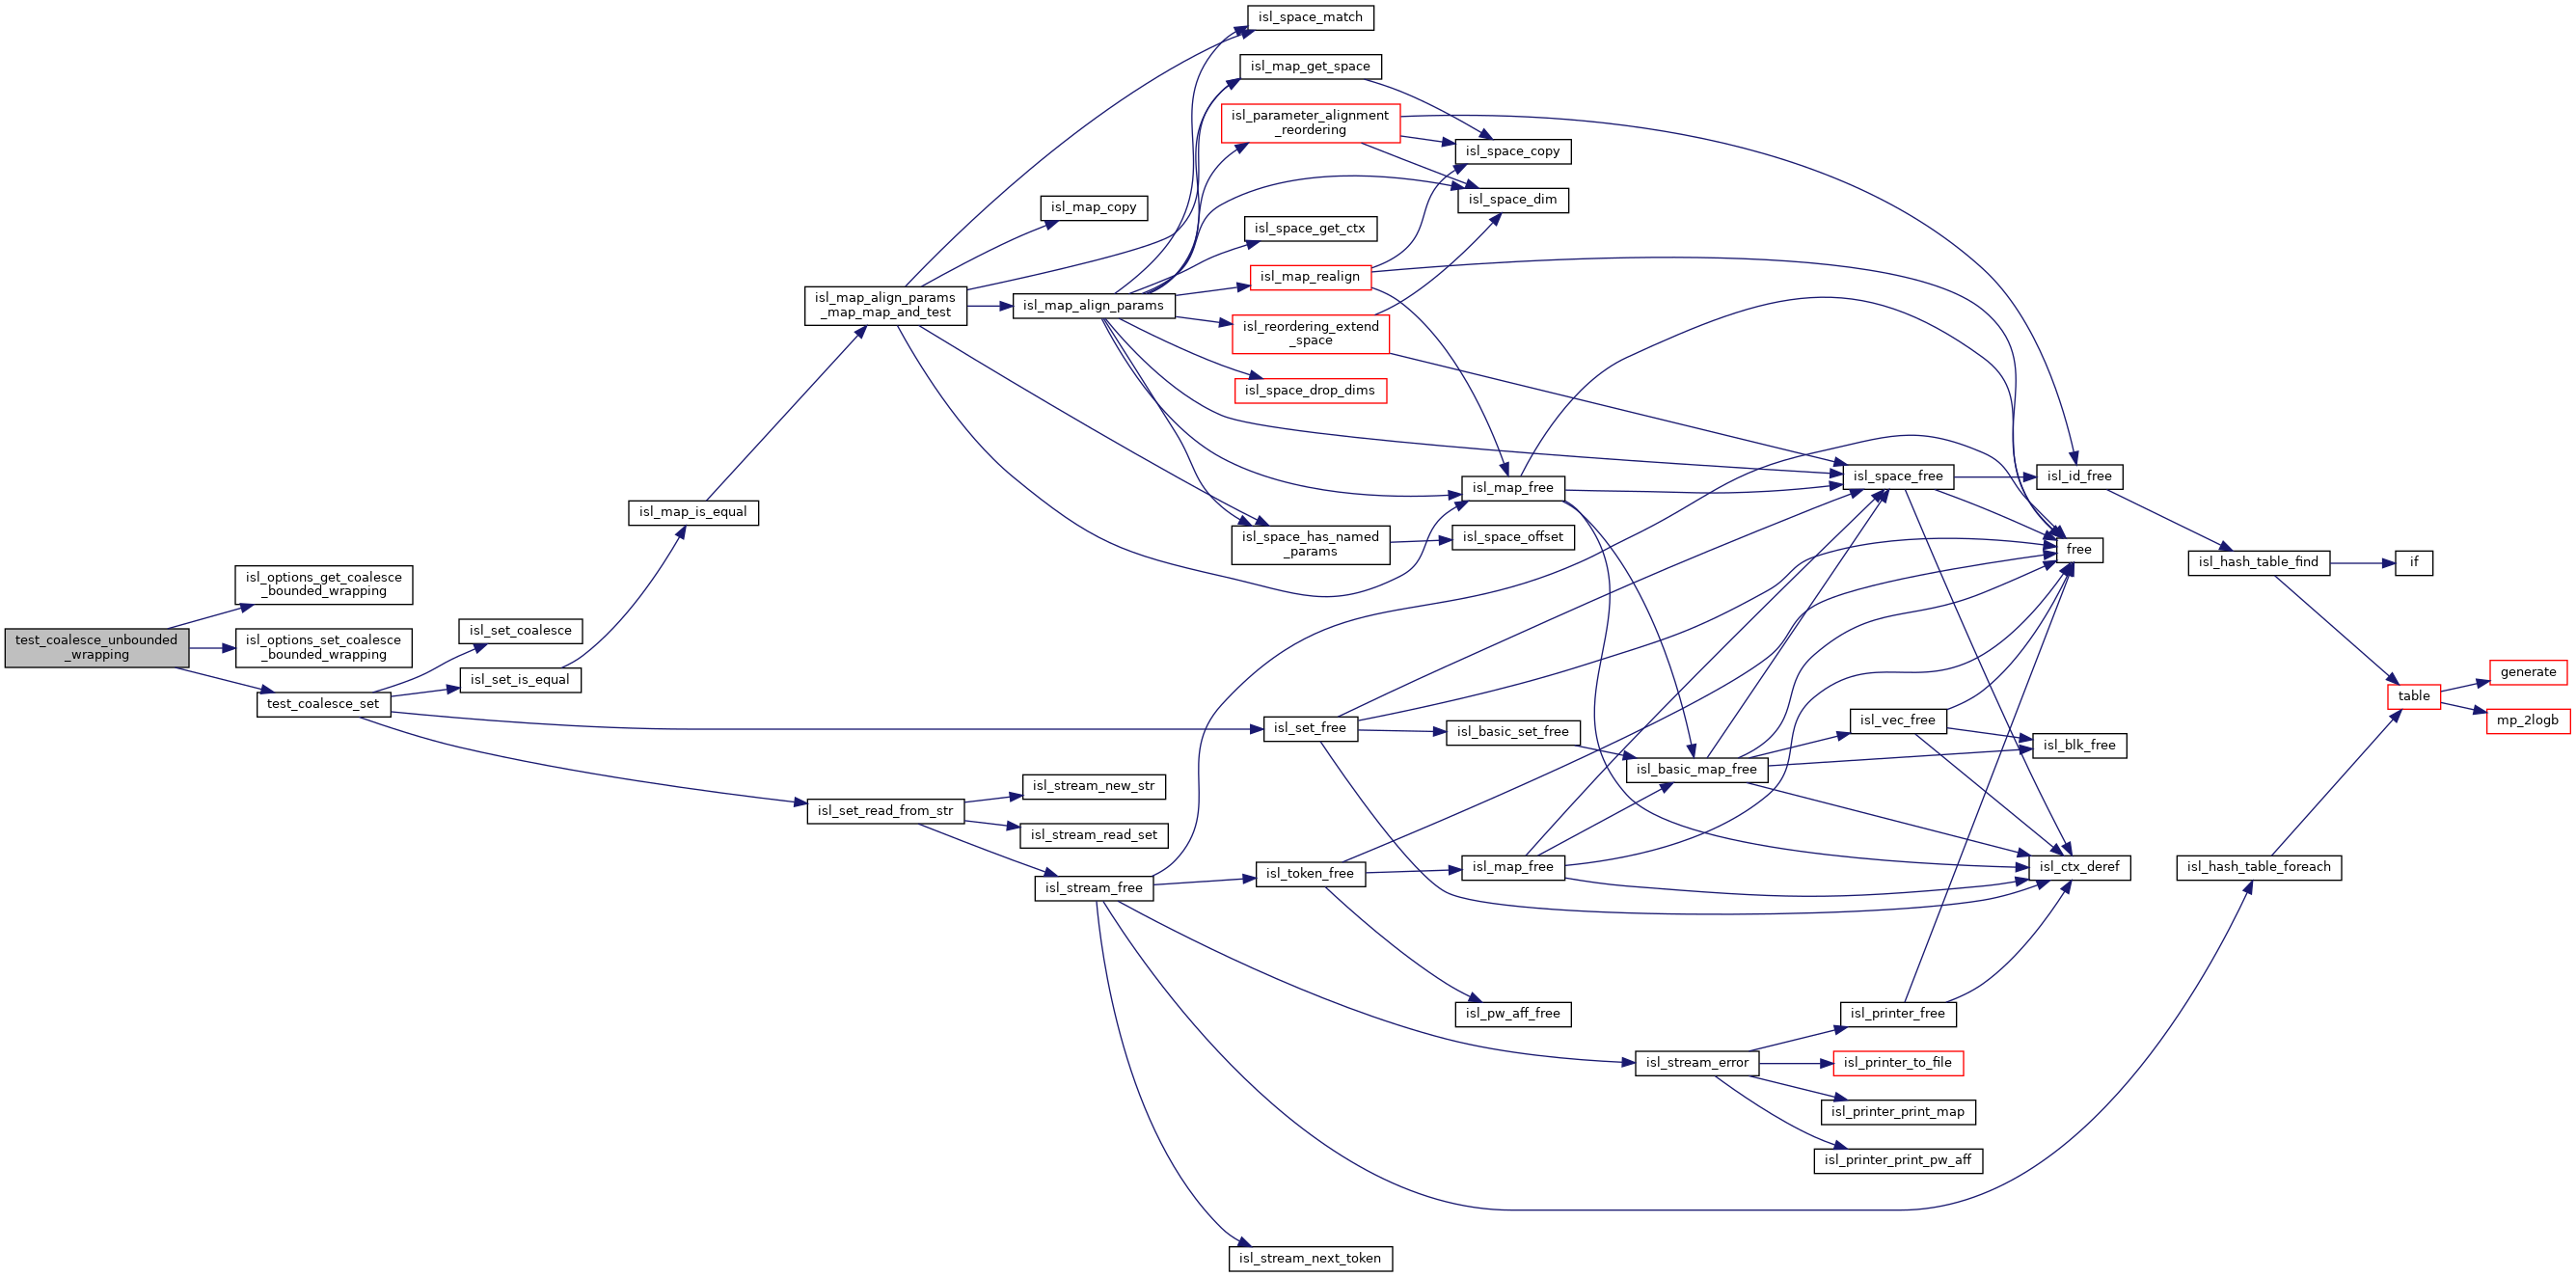 isl_space_match
isl_map_get_space
isl_parameter_alignment
_reordering
isl_space_copy
isl_space_dim
isl_map_copy
isl_space_get_ctx
isl_map_realign
isl_map_align_params
_map_map_and_test
isl_map_align_params
isl_reordering_extend
_space
isl_space_drop_dims
isl_space_free
isl_id_free
isl_map_free
isl_map_is_equal
isl_space_has_named
_params
isl_space_offset
free
isl_hash_table_find
if
isl_options_get_coalesce
_bounded_wrapping
test_coalesce_unbounded
_wrapping
isl_options_set_coalesce
_bounded_wrapping
isl_set_coalesce
isl_set_is_equal
test_coalesce_set
generate
table
mp_2logb
isl_set_free
isl_basic_set_free
isl_vec_free
isl_blk_free
isl_basic_map_free
isl_stream_new_str
isl_set_read_from_str
isl_stream_read_set
isl_stream_free
isl_token_free
isl_map_free
isl_ctx_deref
isl_hash_table_foreach
isl_pw_aff_free
isl_printer_free
isl_stream_error
isl_printer_to_file
isl_printer_print_map
isl_printer_print_pw_aff
isl_stream_next_token